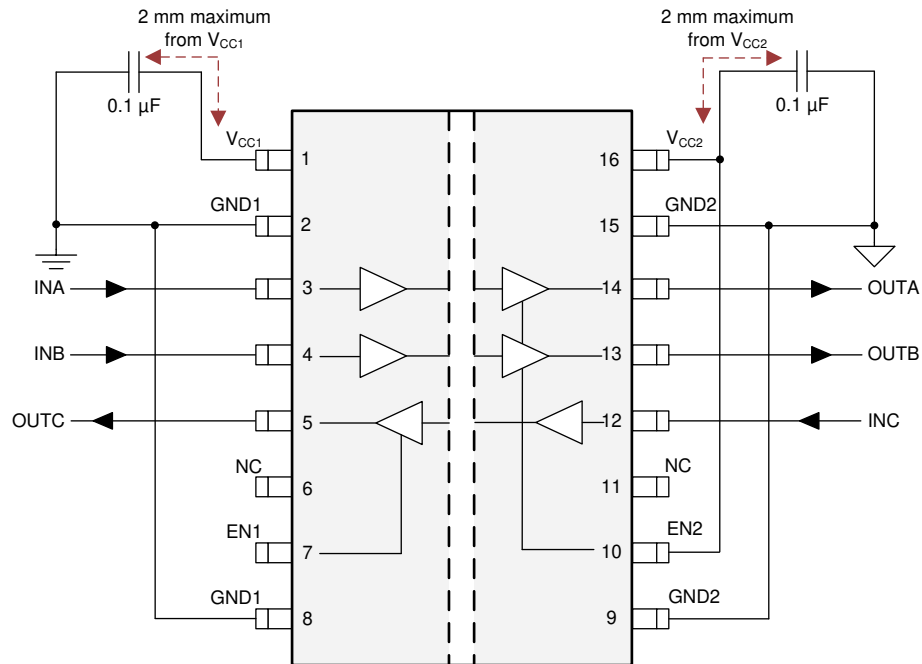 2 mm maximum
from VCC1
2 mm maximum
from VCC2
0.1 µF
0.1 µF
VCC1
1
16
VCC2
GND1
2
15
GND2
INA
3
14
OUTA
INB
4
13
OUTB
OUTC
5
12
INC
NC
6
11
NC
EN1
7
10
EN2
GND1
8
9
GND2